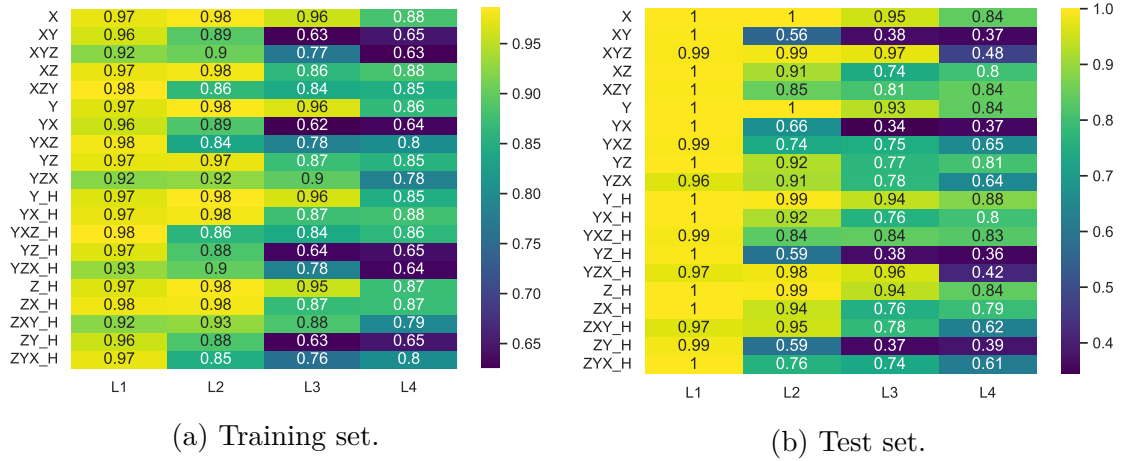 X 0.97 0.98 0.96 0.88
XY 0.96 0.89 0.63 0.65
XYZ 0.92 0.9 0.77 0.63
XZ 0.97 0.98 0.86 0.88
XZY 0.98 0.86 0.84 0.85
Y 0.97 0.98 0.96 0.86
YX 0.96 0.89 0.62 0.64
YXZ 0.98 0.84 0.78 0.8
YZ 0.97 0.97 0.87 0.85
YZX 0.92 0.92 0.9 0.78
Y_H 0.97 0.98 0.96 0.85
YX_H 0.97 0.98 0.87 0.88
YXZ_H 0.98 0.86 0.84 0.86
YZ_H 0.97 0.88 0.64 0.65
YZX_H 0.93 0.9 0.78 0.64
Z_H 0.97 0.98 0.95 0.87
ZX_H 0.98 0.98 0.87 0.87
ZXY_H 0.92 0.93 0.88 0.79
ZY_H 0.96 0.88 0.63 0.65
ZYX_H 0.97 0.85 0.76 0.8
L1 L2 L3 L4
0.95
0.90
0.85
0.80
0.75
0.70
0.65
(a) Training set.
X 1 1 0.95 0.84
XY 1 0.56 0.38 0.37
XYZ 0.99 0.99 0.97 0.48
XZ 1 0.91 0.74 0.8
XZY 1 0.85 0.81 0.84
Y 1 1 0.93 0.84
YX 1 0.66 0.34 0.37
YXZ 0.99 0.74 0.75 0.65
YZ 1 0.92 0.77 0.81
YZX 0.96 0.91 0.78 0.64
Y_H 1 0.99 0.94 0.88
YX_H 1 0.92 0.76 0.8
YXZ_H 0.99 0.84 0.84 0.83
YZ_H 1 0.59 0.38 0.36
YZX_H 0.97 0.98 0.96 0.42
Z_H 1 0.99 0.94 0.84
ZX_H 1 0.94 0.76 0.79
ZXY_H 0.97 0.95 0.78 0.62
ZY_H 0.99 0.59 0.37 0.39
ZYX_H 1 0.76 0.74 0.61
L1 L2 L3 L4
1.0
0.9
0.8
0.7
0.6
0.5
0.4
(b) Test set.